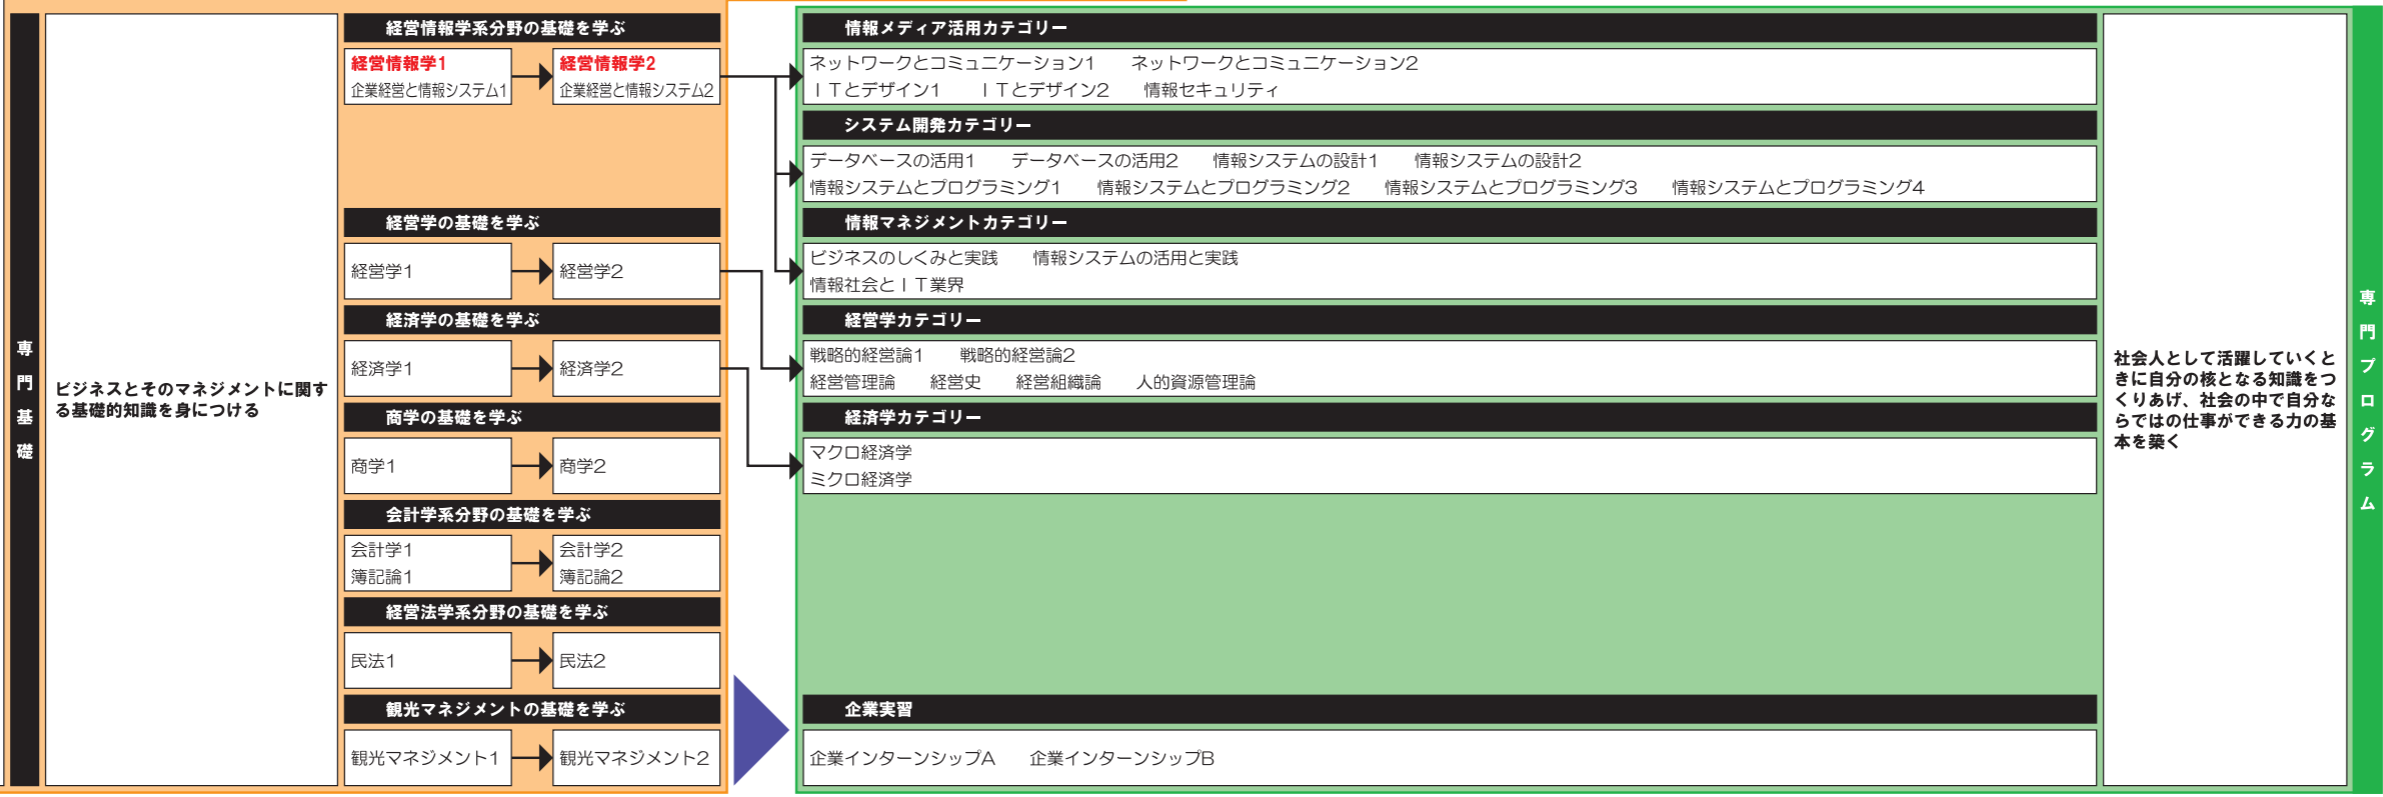 専門基礎
ビジネスとそのマネジメントに関す
る基礎的知識を身につける
経営情報学系分野の基礎を学ぶ
経営情報学1
企業経営と情報システム1
経営情報学2
企業経営と情報システム2
経営学の基礎を学ぶ
経営学1
経営学2
経済学の基礎を学ぶ
経済学1
経済学2
商学の基礎を学ぶ
商学1
商学2
会計学系分野の基礎を学ぶ
会計学1
簿記論1
会計学2
簿記論2
経営法学系分野の基礎を学ぶ
民法1
民法2
観光マネジメントの基礎を学ぶ
観光マネジメント1
観光マネジメント2
情報メディア活用カテゴリー
ネットワークとコミュニケーション1　ネットワークとコミュニケーション2
ＩＴとデザイン1　ＩＴとデザイン2　情報セキュリティ
システム開発カテゴリー
データベースの活用1　データベースの活用2　情報システムの設計1　情報システムの設計2
情報システムとプログラミング1　情報システムとプログラミング2　情報システムとプログラミング3　情報システムとプログラミング4
情報マネジメントカテゴリー
ビジネスのしくみと実践　情報システムの活用と実践
情報社会とＩＴ業界
経営学カテゴリー
戦略的経営論1　戦略的経営論2
経営管理論　経営史　経営組織論　人的資源管理論
経済学カテゴリー
マクロ経済学
ミクロ経済学
企業実習
企業インターンシップA　企業インターンシップB
社会人として活躍していくと
きに自分の核となる知識をつ
くりあげ、社会の中で自分な
らではの仕事ができる力の基
本を築く
専門プログラム